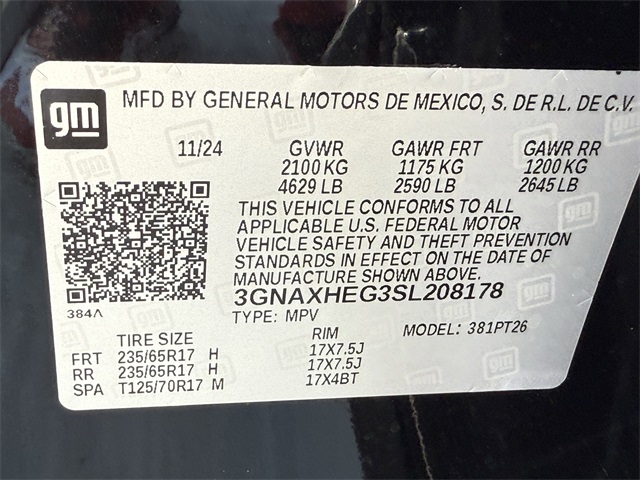 gm
MFD BY GENERAL MOTORS DE MEXICO, S. DE R.L. DE C.V.
11/24 GVWR GAWR FRT GAWR RR
2100 KG 1175 KG 1200 KG
4629 LB 2590 LB 2645 LB
THIS VEHICLE CONFORMS TO ALL
APPLICABLE U.S. FEDERAL MOTOR
VEHICLE SAFETY AND THEFT PREVENTION
STANDARDS IN EFFECT ON THE DATE OF
MANUFACTURE SHOWN ABOVE.
3GNAXHEG3SL208178
384A
TYPE: MPV MODEL: 381PT26
TIRE SIZE RIM
FRT 235/65R17 H 17X7.5J
RR 235/65R17 H 17X7.5J
SPA T125/70R17 M 17X4BT